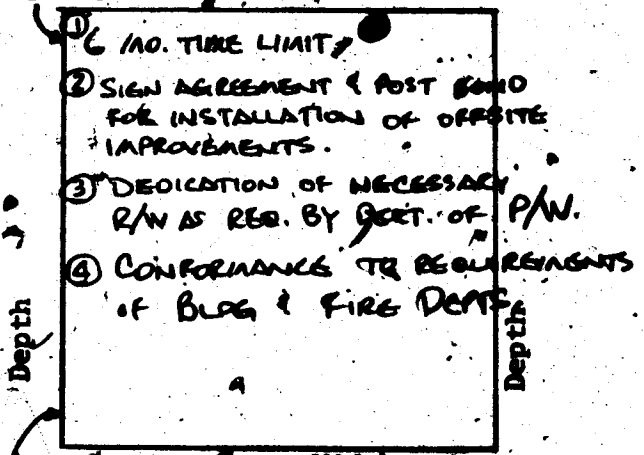 ① 6 MO. TIME LIMIT
② SIGN AGREEMENT & POST BOND
FOR INSTALLATION OF OFFSITE
IMPROVEMENTS.
③ DEDICATION OF NECESSARY
R/W AS REQ. BY DEPT. OF P/W.
④ CONFORMANCE TO REQUIREMENTS
OF BLDG & FIRE DEPTS
Depth
Depth